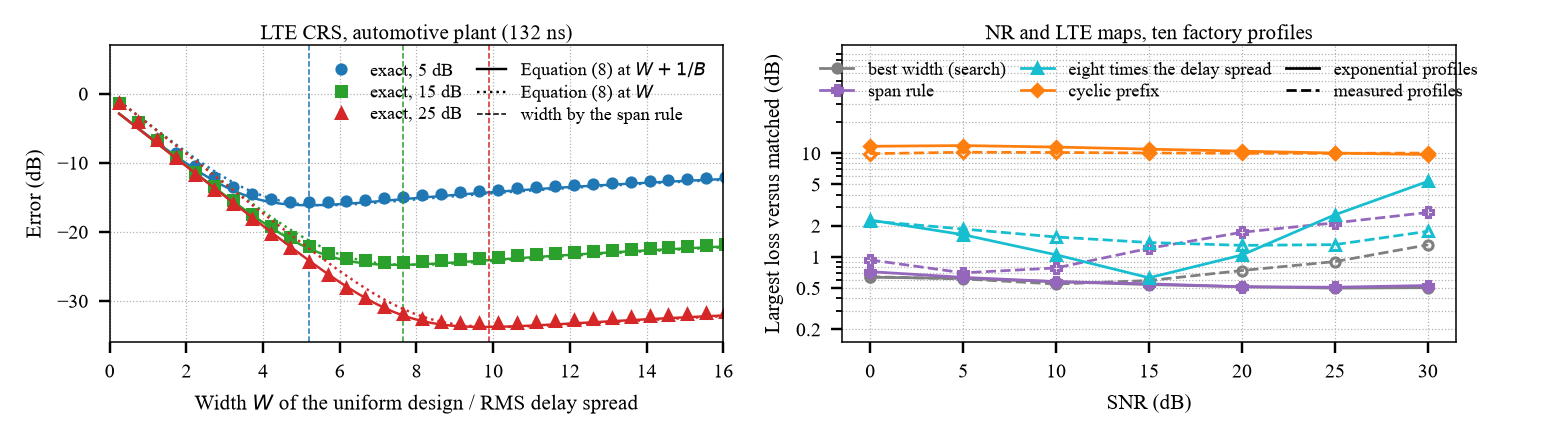 LTE CRS, automotive plant (132 ns)
exact, 5 dB
exact, 15 dB
exact, 25 dB
Equation (8) at W + 1/B
Equation (8) at W
width by the span rule
Error (dB)
0
−10
−20
−30
0 2 4 6 8 10 12 14 16
Width W of the uniform design / RMS delay spread
NR and LTE maps, ten factory profiles
best width (search)
span rule
eight times the delay spread
cyclic prefix
exponential profiles
measured profiles
Largest loss versus matched (dB)
10
5
2
1
0.5
0.2
0 5 10 15 20 25 30
SNR (dB)